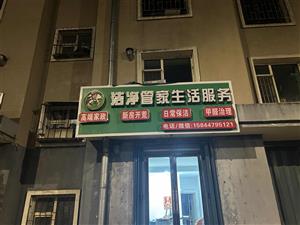 洁净管家生活服务
高端家政 新房开荒 日常保洁 甲醛治理
电话/微信:15844795121